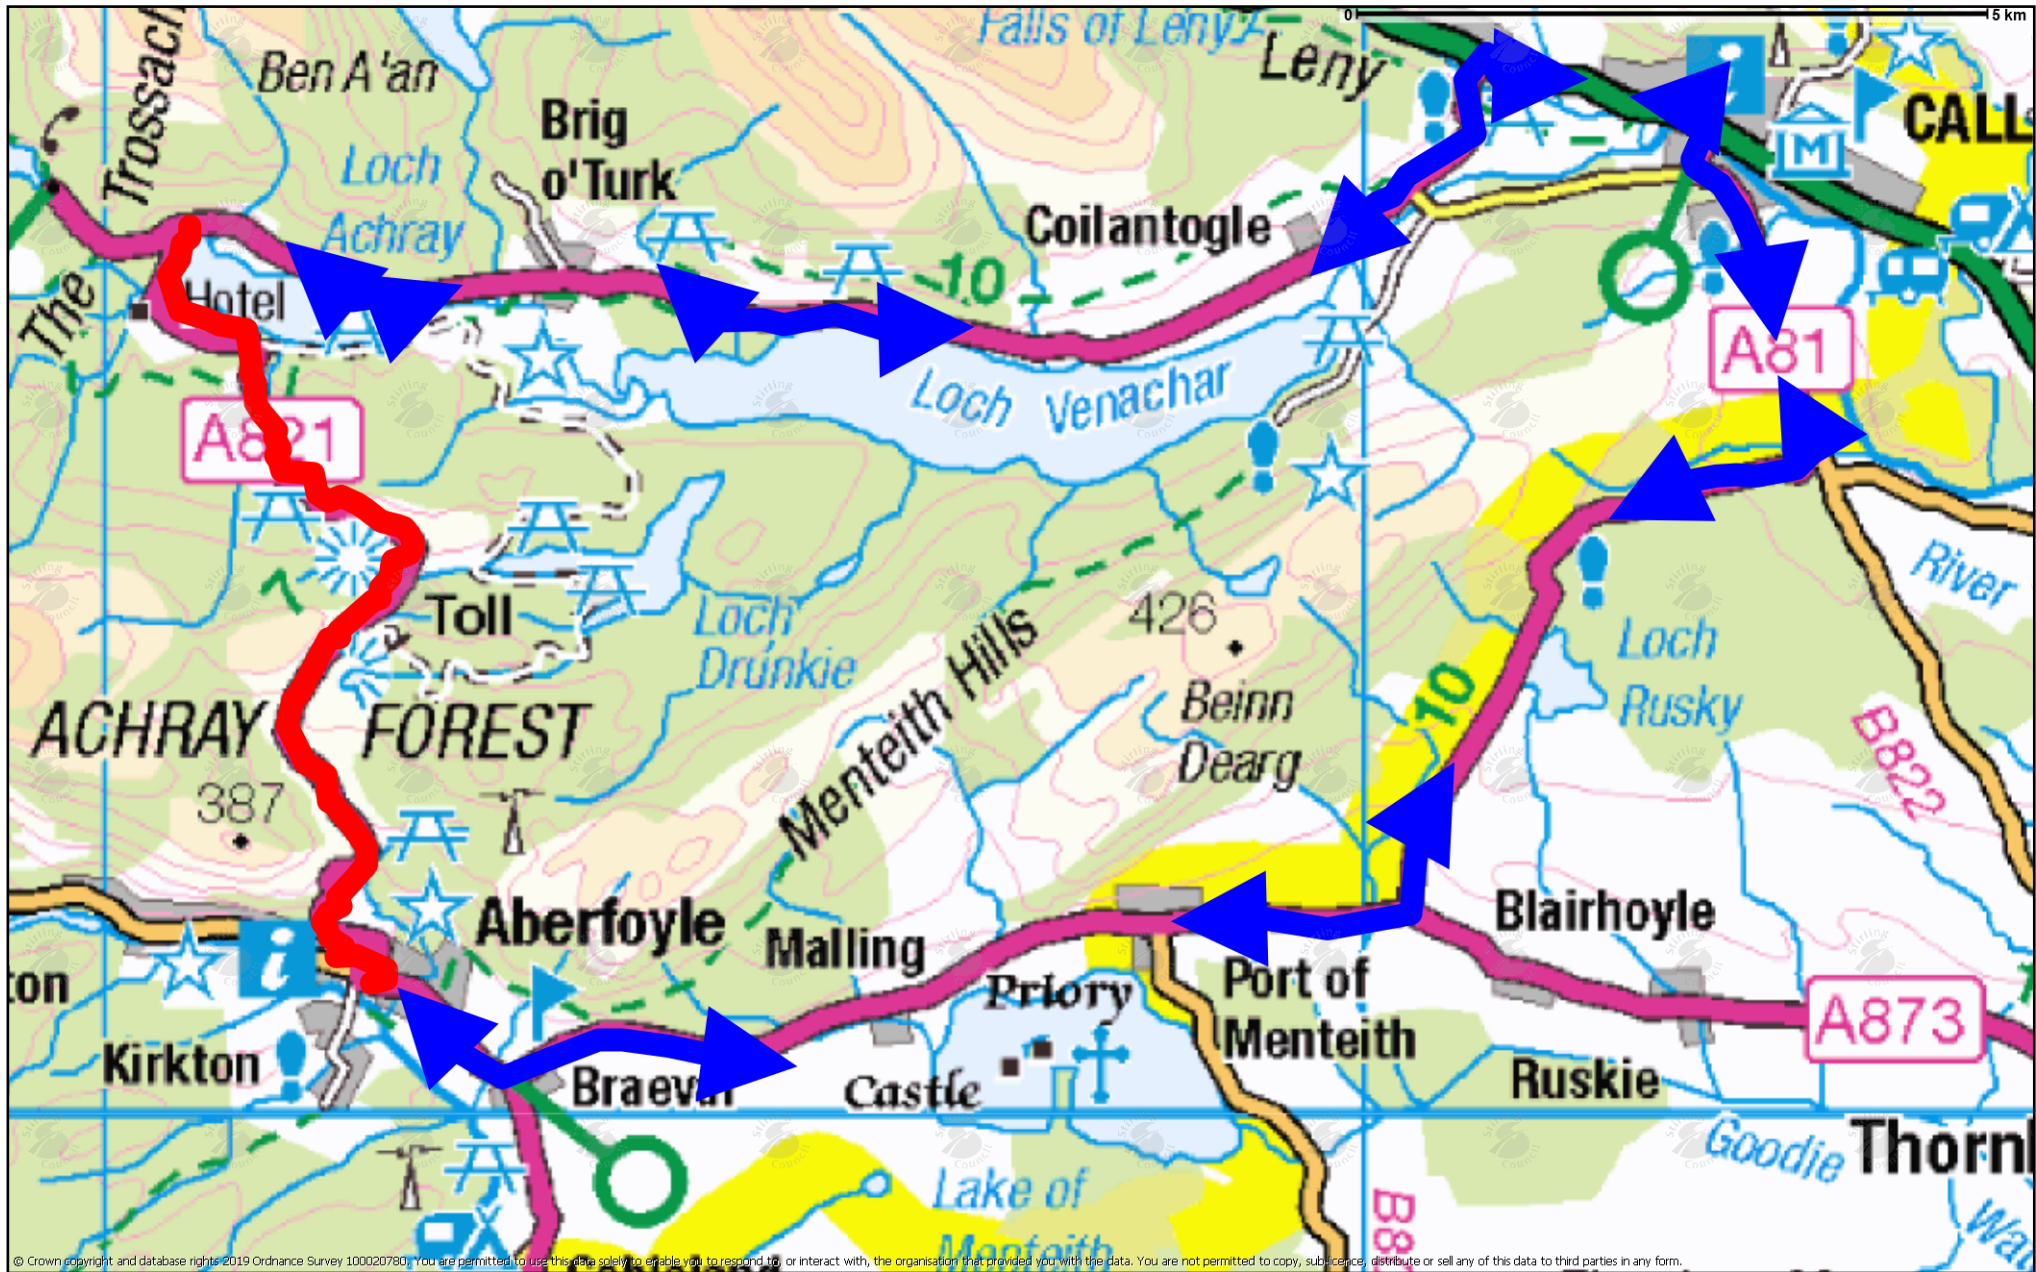 Falls of Leny
0
5 km
Leny
Ben A'an
Brig
o'Turk
CALL
Loch
Achray
Coilantogle
10
The
Hotel
A81
Loch Venachar
A821
River
7
Toll
Loch
Drunkie
426
Loch
Rusky
Menteith Hills
10
Beinn
Dearg
ACHRAY FOREST
B822
387
Aberfoyle
Malling
Blairhoyle
ton
Priory
Port of
Menteith
A873
Kirkton
Castle
Ruskie
Goodie
Lake of
Menteith
© Crown copyright and database rights 2019 Ordnance Survey 100020780. You are permitted to use this data solely to enable you to respond to, or interact with, the organisation that provided you with the data. You are not permitted to copy, sub-licence, distribute or sell any of this data to third parties in any form.